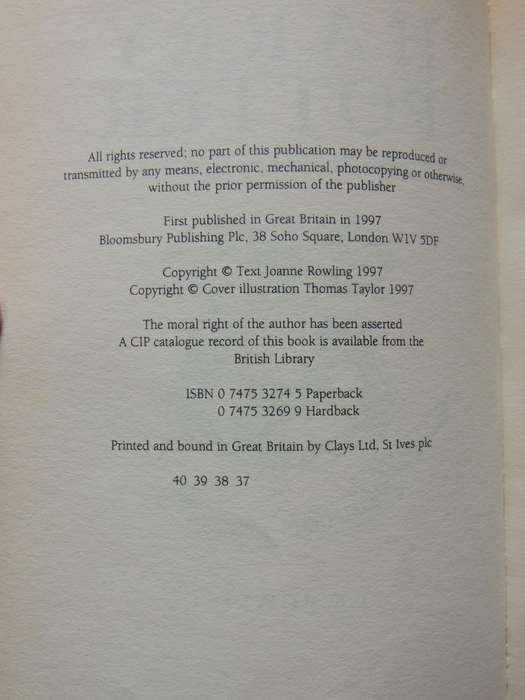 All rights reserved; no part of this publication may be reproduced or
transmitted by any means, electronic, mechanical, photocopying or otherwise,
without the prior permission of the publisher
First published in Great Britain in 1997
Bloomsbury Publishing Plc, 38 Soho Square, London W1V 5DF
Copyright © Text Joanne Rowling 1997
Copyright © Cover illustration Thomas Taylor 1997
The moral right of the author has been asserted
A CIP catalogue record of this book is available from the
British Library
ISBN 0 7475 3274 5 Paperback
0 7475 3269 9 Hardback
Printed and bound in Great Britain by Clays Ltd, St Ives plc
40 39 38 37